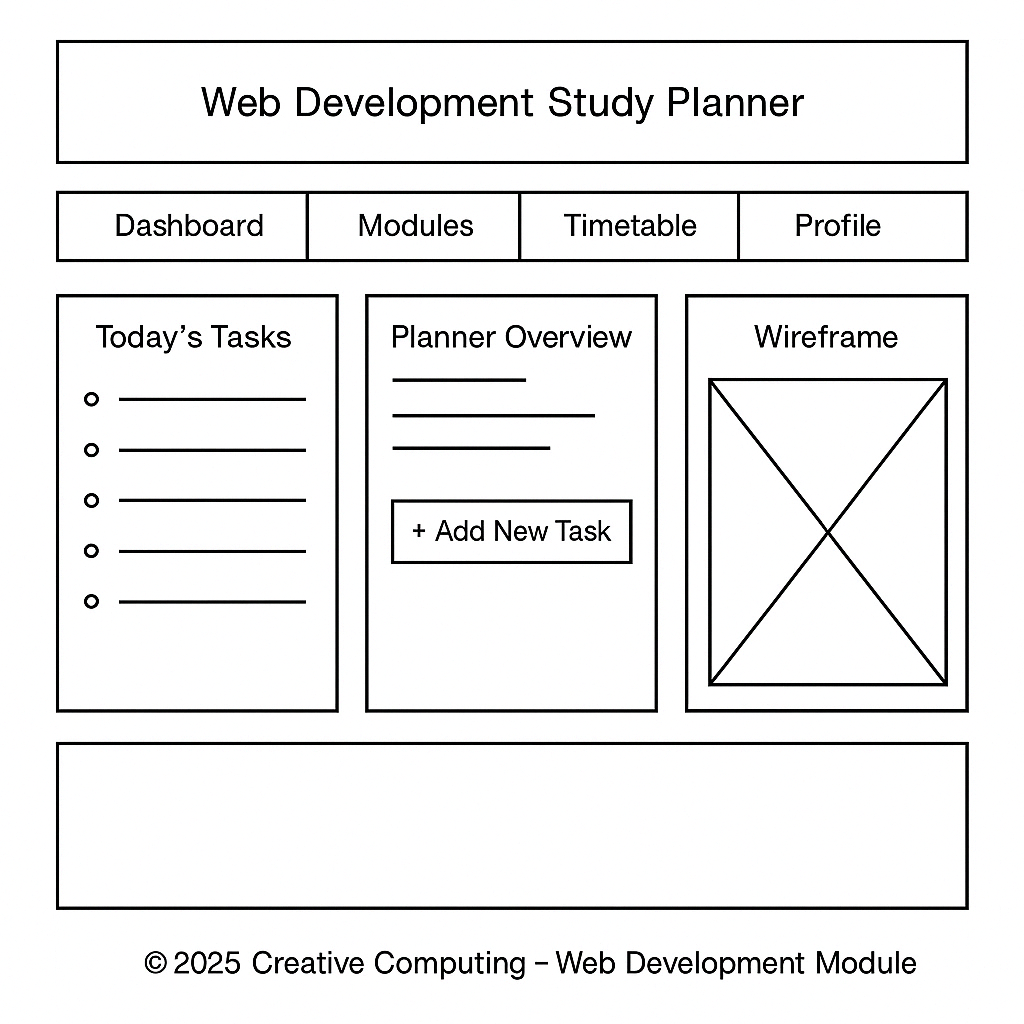 Web Development Study Planner
Dashboard
Modules
Timetable
Profile
Today’s Tasks
Planner Overview
+ Add New Task
Wireframe
© 2025 Creative Computing – Web Development Module